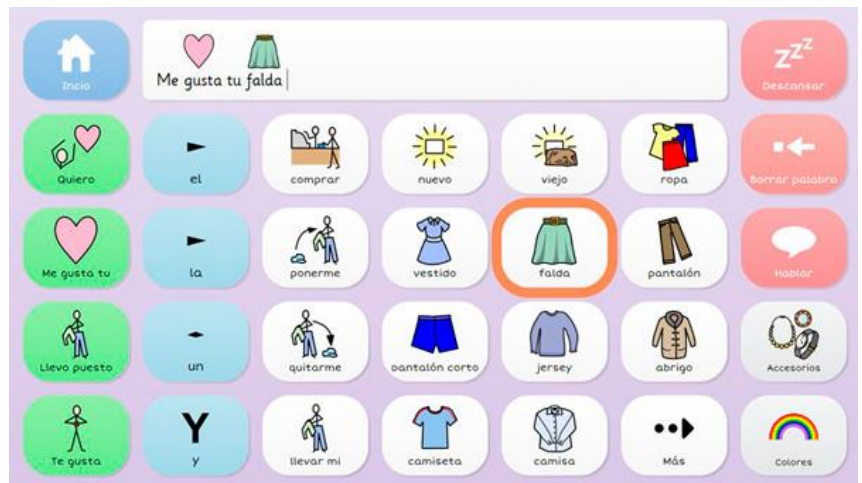 Incio
Me gusta tu falda
zzz
Descansar
Quiero
el
comprar
nuevo
viejo
ropa
Borrar palabra
Me gusta tu
la
ponerme
vestido
falda
pantalón
Hablar
Llevo puesto
un
quitarme
pantalón corto
jersey
abrigo
Accesorios
Te gusta
Y
y
llevar mi
camiseta
camisa
Más
Colores